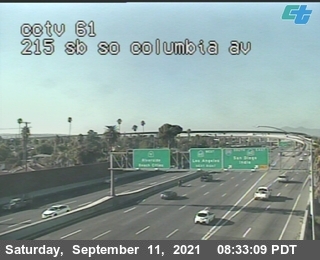 cctv 61
215 sb so columbia av
Riverside
Los Angeles
San Diego
Indio
Saturday, September 11, 2021 08:33:09 PDT